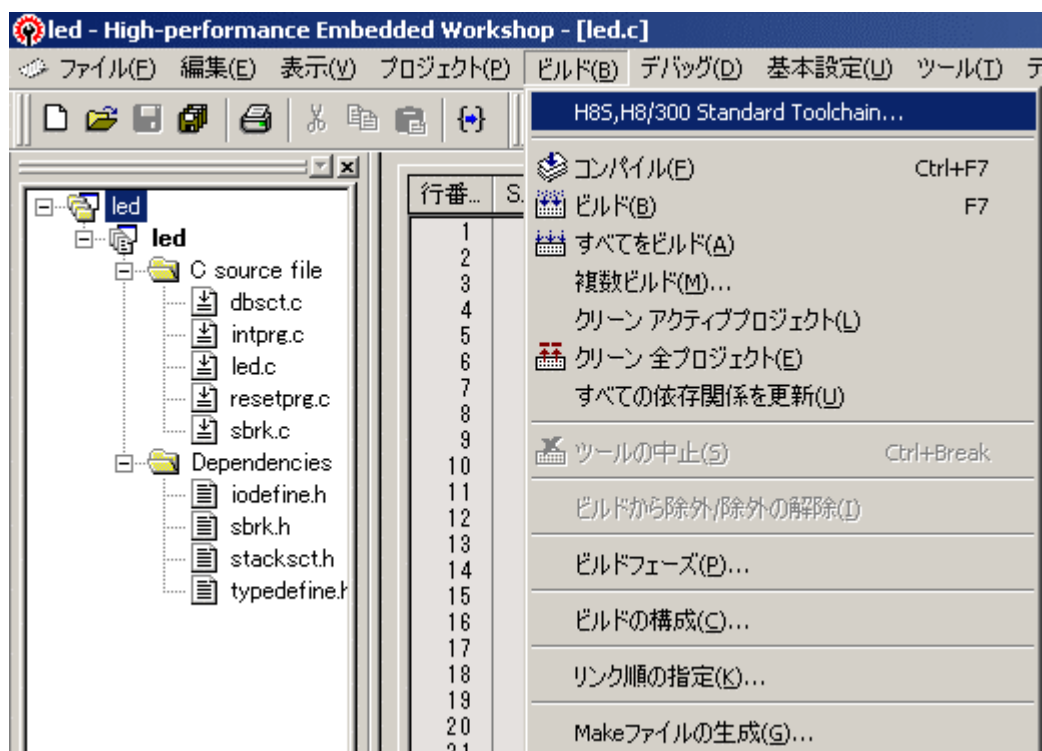 led - High-performance Embedded Workshop - [led.c]
ファイル(F) 編集(E) 表示(V) プロジェクト(P) ビルド(B) デバッグ(D) 基本設定(U) ツール(T) テ
H8S,H8/300 Standard Toolchain...
コンパイル(F) Ctrl+F7
ビルド(B) F7
すべてをビルド(A)
複数ビルド(M)...
クリーン アクティブプロジェクト(L)
クリーン 全プロジェクト(E)
すべての依存関係を更新(U)
ツールの中止(S) Ctrl+Break
ビルドから除外/除外の解除(I)
ビルドフェーズ(P)...
ビルドの構成(C)...
リンク順の指定(K)...
Makeファイルの生成(G)...
led
led
C source file
dbsct.c
intprg.c
led.c
resetprg.c
sbrk.c
Dependencies
iodefine.h
sbrk.h
stacksct.h
typedefine.h
行番... S.
1
2
3
4
5
6
7
8
9
10
11
12
13
14
15
16
17
18
19
20
21